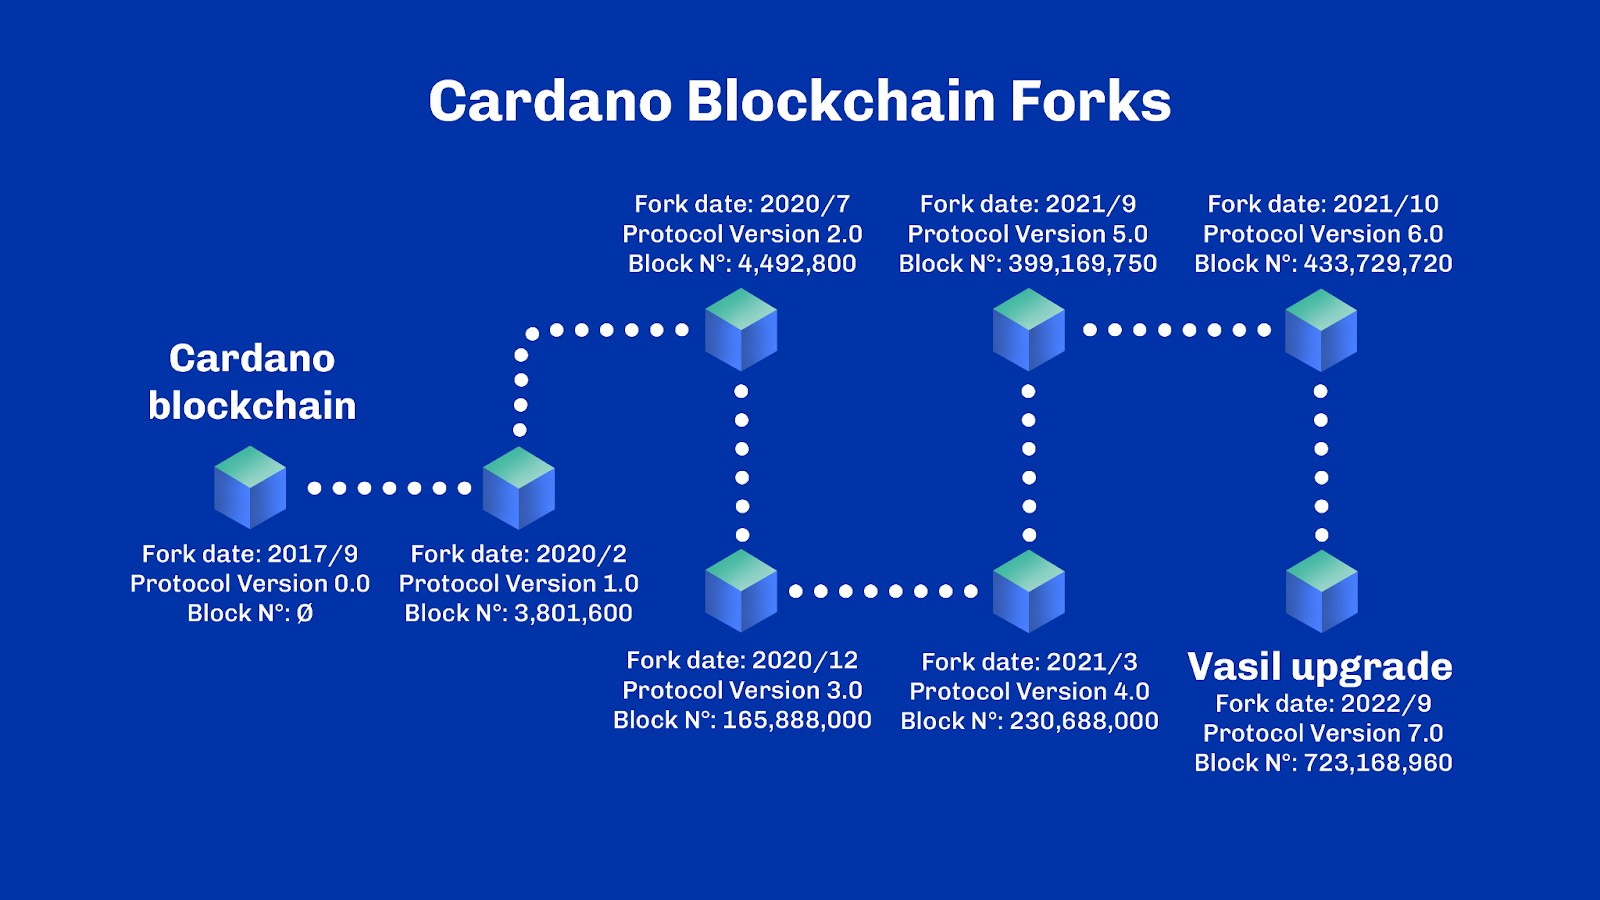 Cardano Blockchain Forks
Cardano
blockchain
Fork date: 2017/9
Protocol Version 0.0
Block N°: Ø
Fork date: 2020/2
Protocol Version 1.0
Block N°: 3,801,600
Fork date: 2020/7
Protocol Version 2.0
Block N°: 4,492,800
Fork date: 2020/12
Protocol Version 3.0
Block N°: 165,888,000
Fork date: 2021/3
Protocol Version 4.0
Block N°: 230,688,000
Fork date: 2021/9
Protocol Version 5.0
Block N°: 399,169,750
Fork date: 2021/10
Protocol Version 6.0
Block N°: 433,729,720
Vasil upgrade
Fork date: 2022/9
Protocol Version 7.0
Block N°: 723,168,960